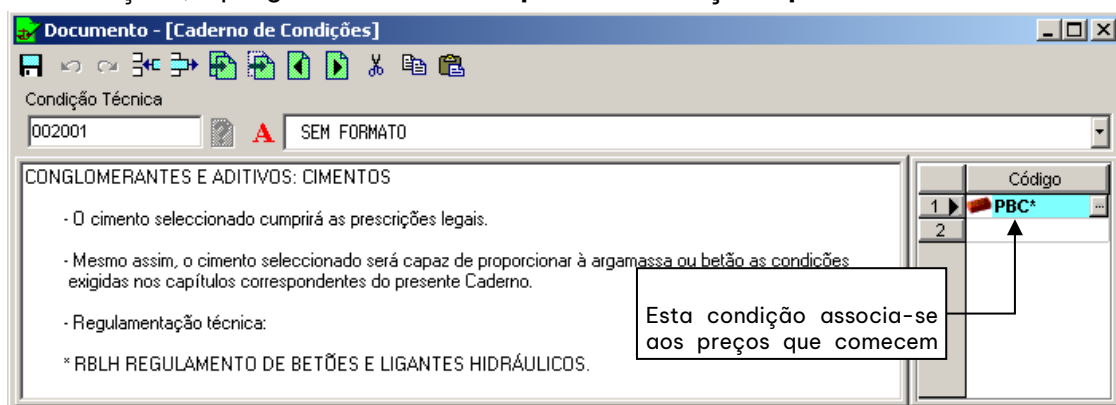 Documento - [Caderno de Condições]
Condição Técnica
002001
A SEM FORMATO
CONGLOMERANTES E ADITIVOS: CIMENTOS
- O cimento seleccionado cumprirá as prescrições legais.
- Mesmo assim, o cimento seleccionado será capaz de proporcionar à argamassa ou betão as condições
exigidas nos capítulos correspondentes do presente Caderno.
- Regulamentação técnica:
* RBLH REGULAMENTO DE BETÕES E LIGANTES HIDRÁULICOS.
Código
1 PBC* ...
2
Esta condição associa-se
aos preços que comecem